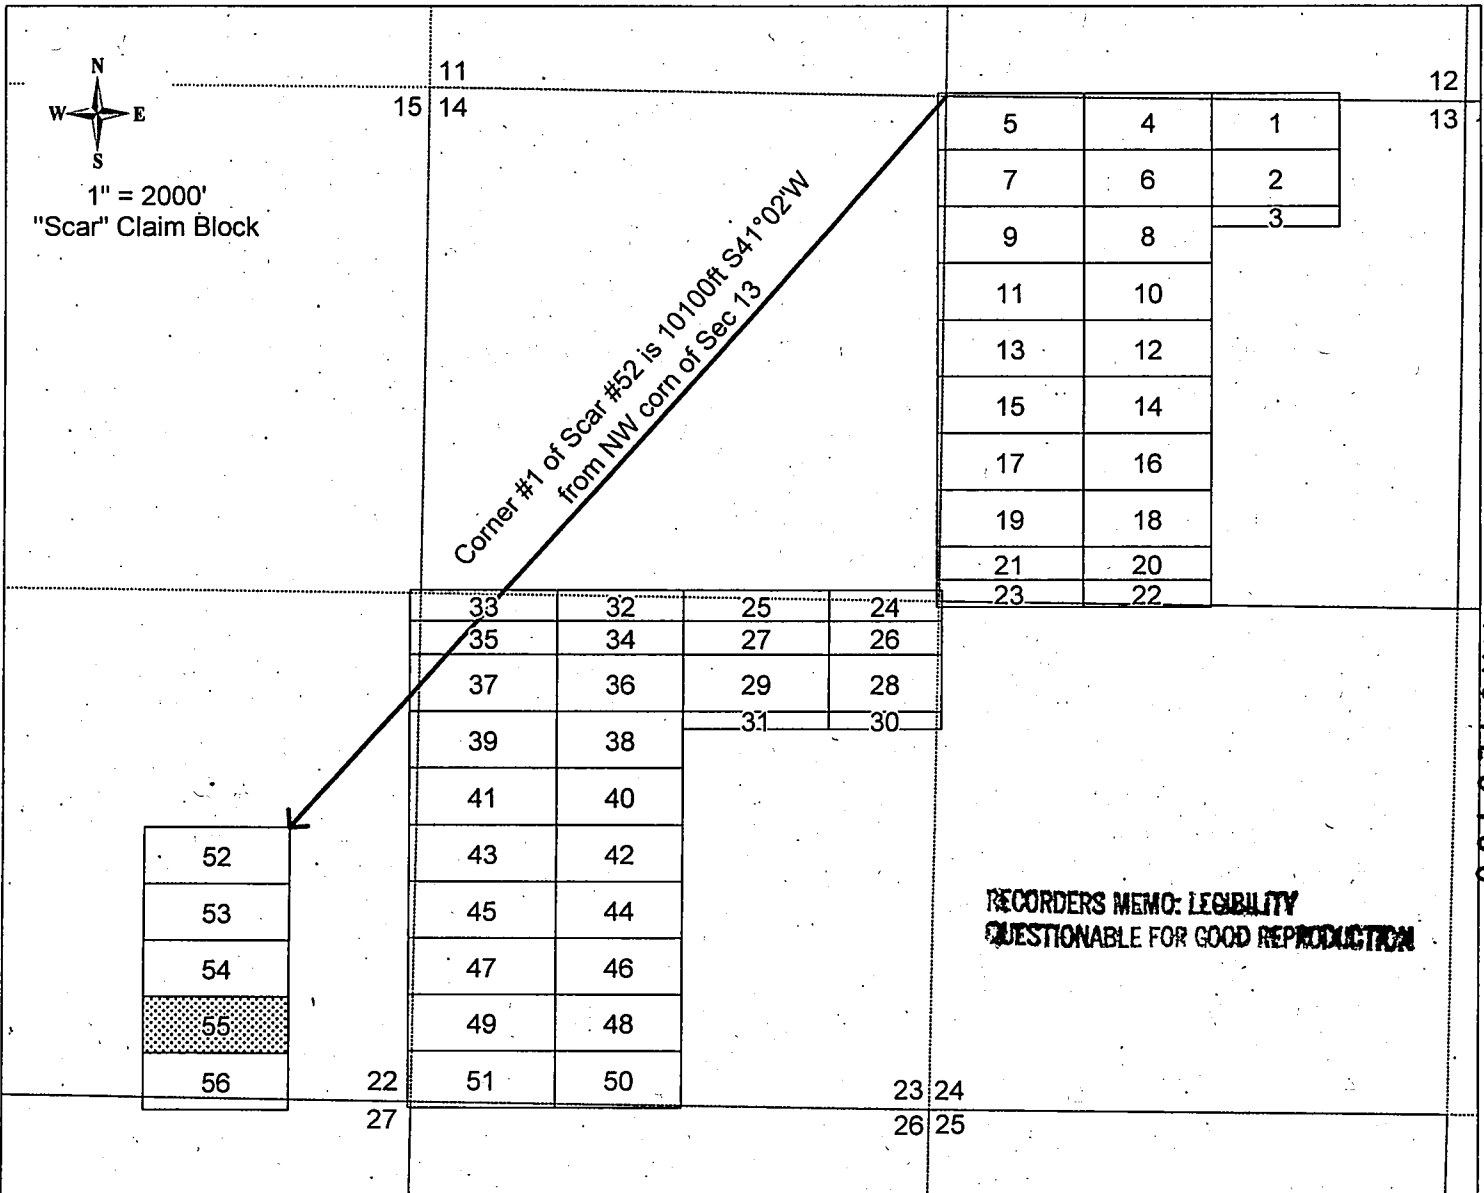 11
12
N
W E
S
15 14
13
1" = 2000'
"Scar" Claim Block
5 4 1
7 6 2
3
9 8
11 10
13 12
15 14
17 16
19 18
21 20
23 22
Corner #1 of Scar #52 is 10100ft S41°02'W
from NW corn of Sec 13
33 32 25 24
35 34 27 26
37 36 29 28
31 30
39 38
41 40
43 42
45 44
47 46
49 48
51 50
52
53
54
55
56
RECORDERS MEMO: LEGIBILITY
QUESTIONABLE FOR GOOD REPRODUCTION
22
27
23 24
26 25